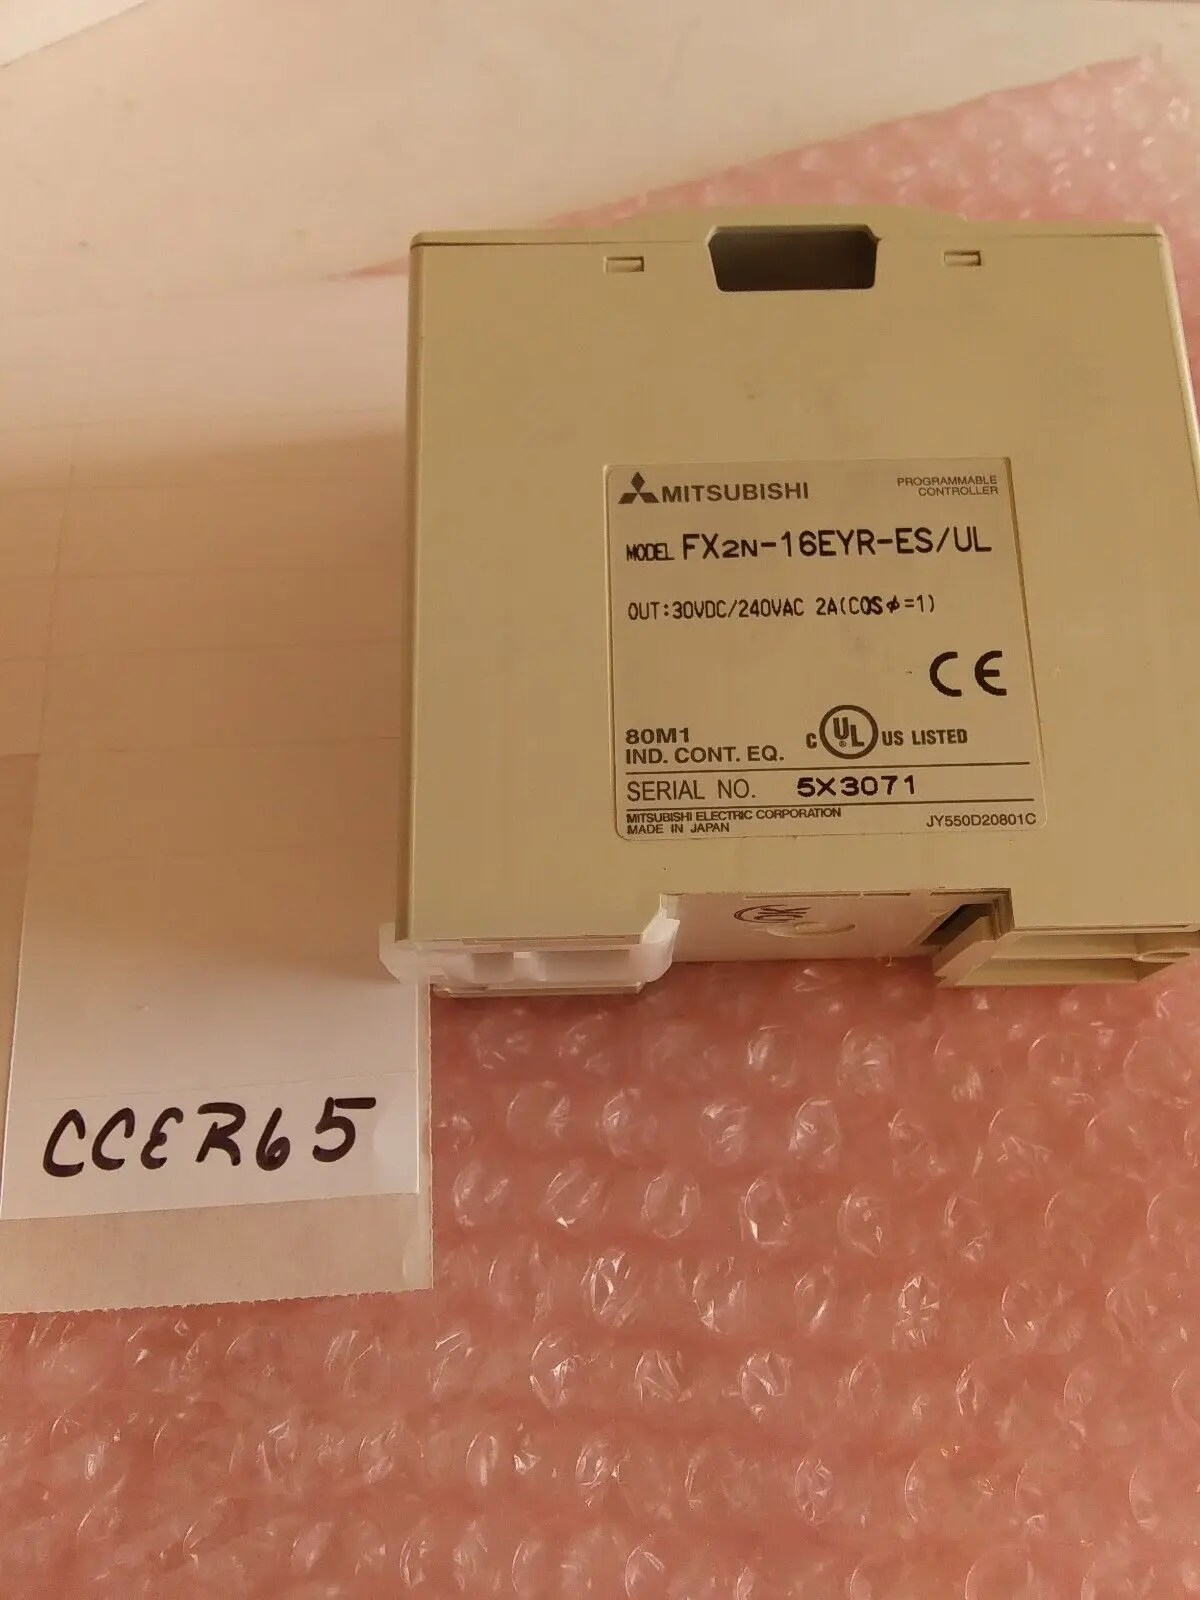 MITSUBISHI
PROGRAMMABLE
CONTROLLER
MODEL FX2N-16EYR-ES/UL
OUT:30VDC/240VAC 2A(COSφ=1)
CE
80M1
IND. CONT. EQ.
C UL ® US LISTED
SERIAL NO. 5X3071
MITSUBISHI ELECTRIC CORPORATION
MADE IN JAPAN
JY550D20801C
CCER65